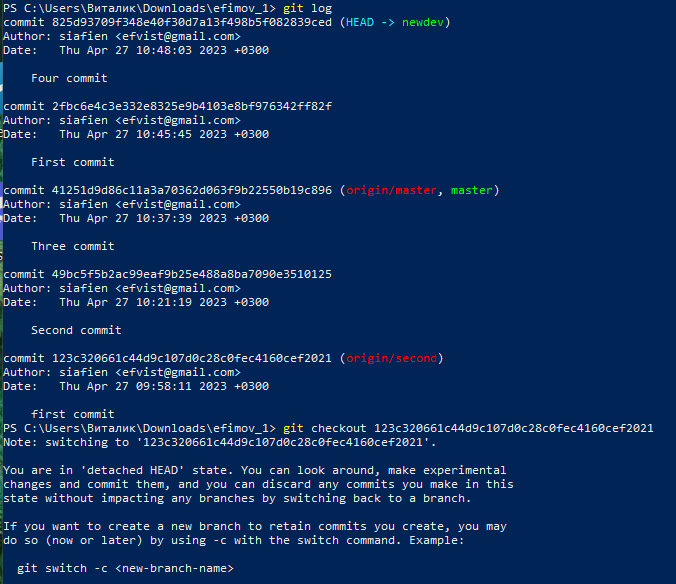 PS C:\Users\Виталик\Downloads\efimov_1> git log
commit 825d93709f348e40f30d7a13f498b5f082839ced (HEAD -> newdev)
Author: siafien <efvist@gmail.com>
Date:   Thu Apr 27 10:48:03 2023 +0300
    Four commit
commit 2fbc6e4c3e332e8325e9b4103e8bf976342ff82f
Author: siafien <efvist@gmail.com>
Date:   Thu Apr 27 10:45:45 2023 +0300
    First commit
commit 41251d9d86c11a3a70362d063f9b22550b19c896 (origin/master, master)
Author: siafien <efvist@gmail.com>
Date:   Thu Apr 27 10:37:39 2023 +0300
    Three commit
commit 49bc5f5b2ac99eaf9b25e488a8ba7090e3510125
Author: siafien <efvist@gmail.com>
Date:   Thu Apr 27 10:21:19 2023 +0300
    Second commit
commit 123c320661c44d9c107d0c28c0fec4160cef2021 (origin/second)
Author: siafien <efvist@gmail.com>
Date:   Thu Apr 27 09:58:11 2023 +0300
    first commit
PS C:\Users\Виталик\Downloads\efimov_1> git checkout 123c320661c44d9c107d0c28c0fec4160cef2021
Note: switching to '123c320661c44d9c107d0c28c0fec4160cef2021'.
You are in 'detached HEAD' state. You can look around, make experimental
changes and commit them, and you can discard any commits you make in this
state without impacting any branches by switching back to a branch.
If you want to create a new branch to retain commits you create, you may
do so (now or later) by using -c with the switch command. Example:
  git switch -c <new-branch-name>